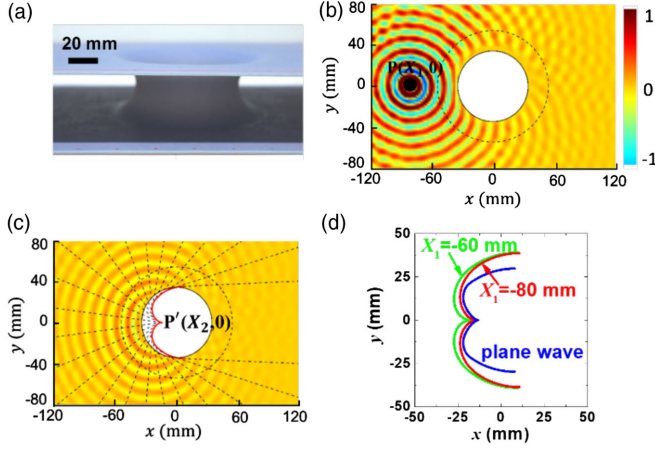 (a)
20 mm
(b)
80
40
0
-40
-80
y (mm)
P(X₁,0)
-120
-60
0
60
120
x (mm)
1
0
-1
(c)
80
40
0
-40
-80
y (mm)
P′(X₂,0)
-120
-60
0
60
120
x (mm)
(d)
50
25
0
-25
-50
y (mm)
X₁=-60 mm
X₁=-80 mm
plane wave
-50
-25
0
25
50
x (mm)